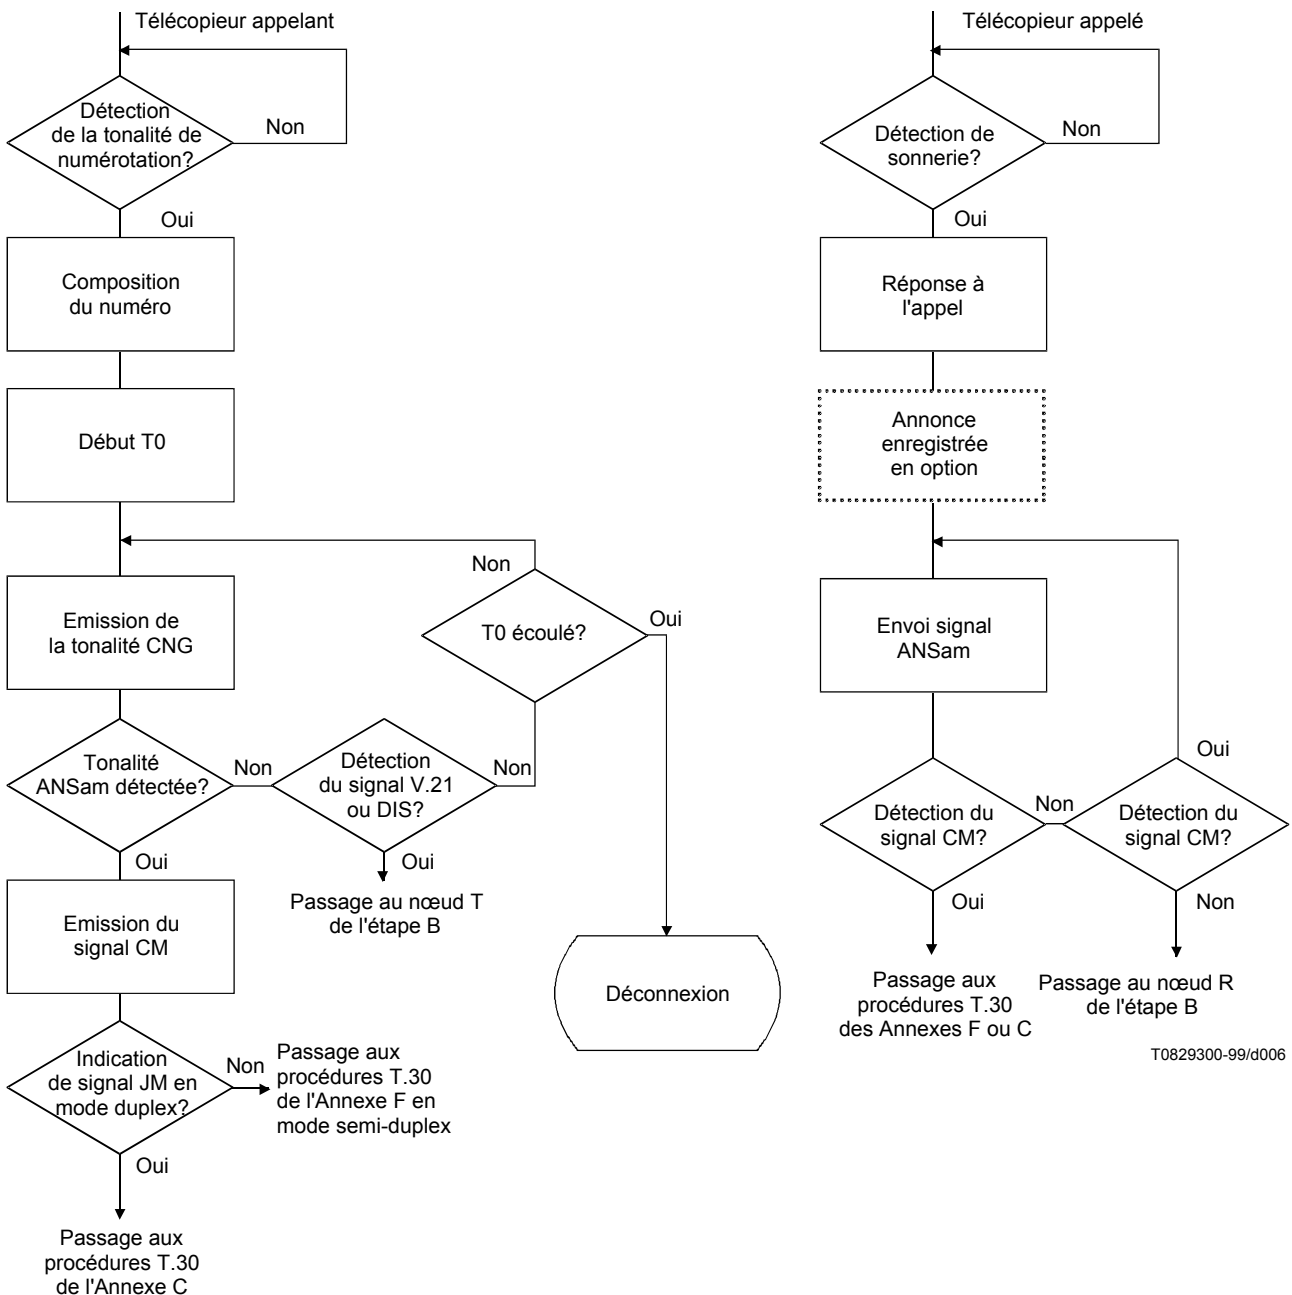 Télécopieur appelant
Détection
de la tonalité de
numérotation?
Non
Oui
Composition
du numéro
Début T0
Emission de
la tonalité CNG
Tonalité
ANSam détectée?
Non
Détection
du signal V.21
ou DIS?
Non
Non
T0 écoulé?
Oui
Oui
Passage au nœud T
de l'étape B
Déconnexion
Oui
Emission du
signal CM
Indication
de signal JM en
mode duplex?
Non
Passage aux
procédures T.30
de l'Annexe F en
mode semi-duplex
Oui
Passage aux
procédures T.30
de l'Annexe C
Télécopieur appelé
Détection de
sonnerie?
Non
Oui
Réponse à
l'appel
Annonce
enregistrée
en option
Envoi signal
ANSam
Détection du
signal CM?
Non
Oui
Détection du
signal CM?
Oui
Non
Passage aux
procédures T.30
des Annexes F ou C
Passage au nœud R
de l'étape B
T0829300-99/d006